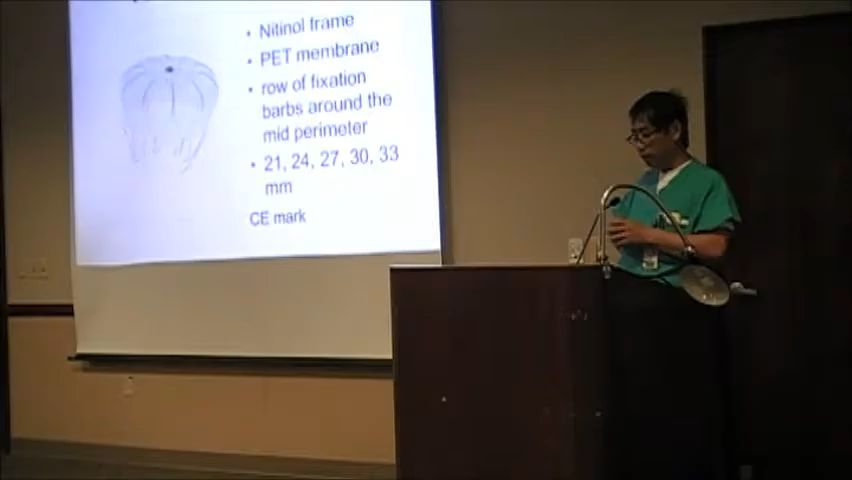 • Nitinol frame
• PET membrane
• row of fixation
barbs around the
mid perimeter
• 21, 24, 27, 30, 33
mm
CE mark